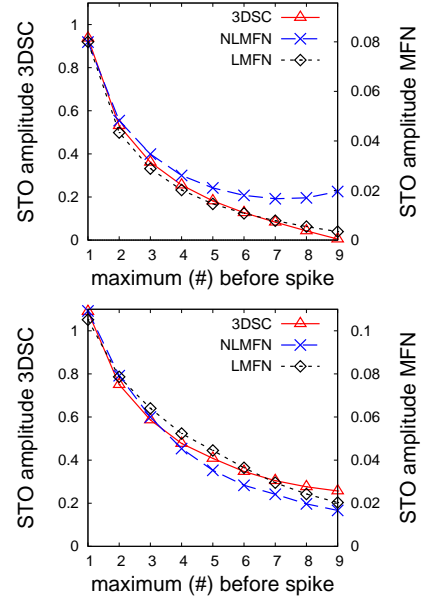 3DSC
NLMFN
LMFN
STO amplitude 3DSC
1
0.8
0.6
0.4
0.2
0
STO amplitude MFN
0.08
0.06
0.04
0.02
0
1 2 3 4 5 6 7 8 9
maximum (#) before spike
3DSC
NLMFN
LMFN
STO amplitude 3DSC
1
0.8
0.6
0.4
0.2
0
STO amplitude MFN
0.1
0.08
0.06
0.04
0.02
0
1 2 3 4 5 6 7 8 9
maximum (#) before spike